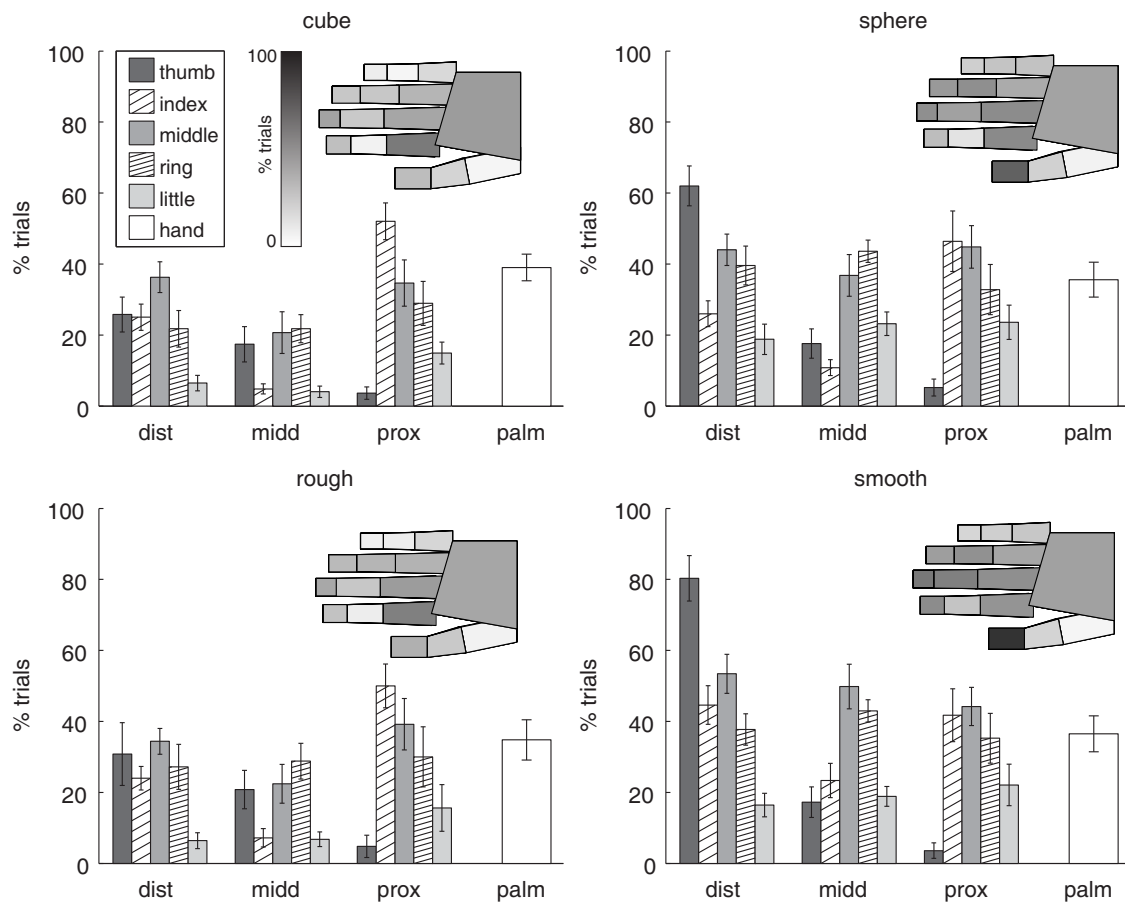 cube
100
80
60
40
20
0
% trials
thumb
index
middle
ring
little
hand
100
% trials
0
dist midd prox palm
sphere
100
80
60
40
20
0
dist midd prox palm
rough
100
80
60
40
20
0
% trials
dist midd prox palm
smooth
100
80
60
40
20
0
% trials
dist midd prox palm